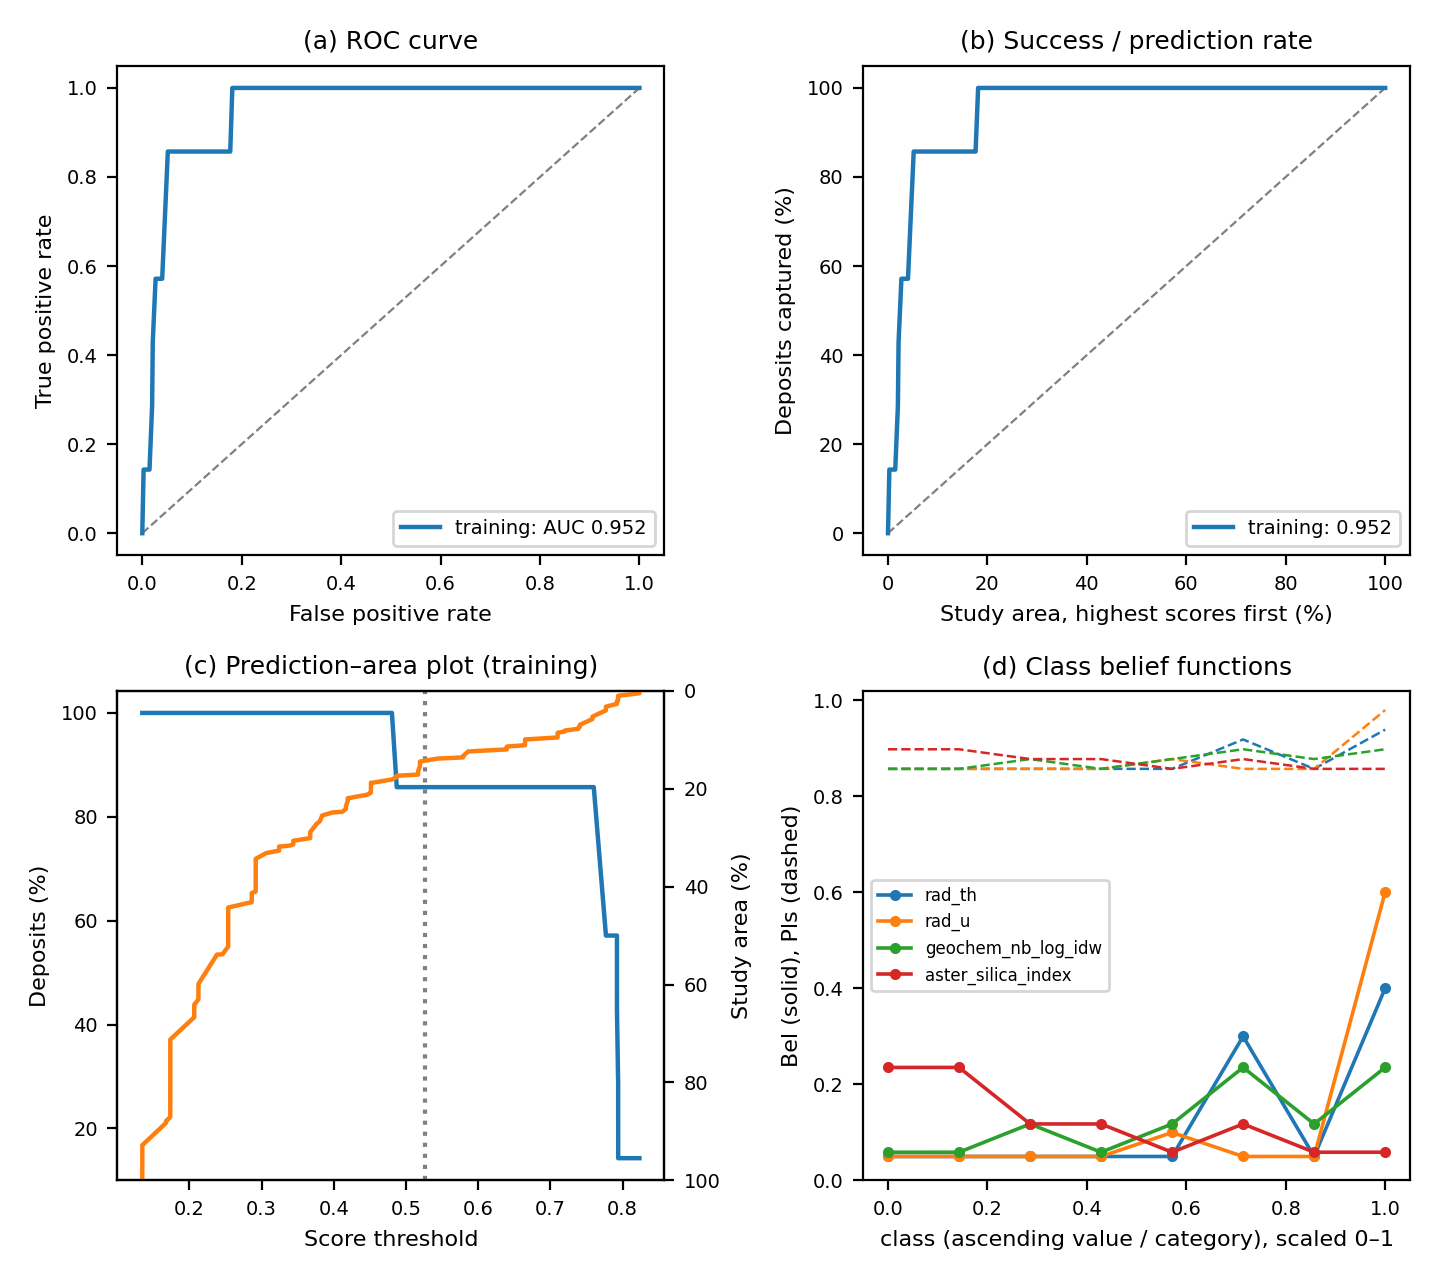 (a) ROC curve
True positive rate
1.0
0.8
0.6
0.4
0.2
0.0
training: AUC 0.952
0.0 0.2 0.4 0.6 0.8 1.0
False positive rate
(b) Success / prediction rate
Deposits captured (%)
100
80
60
40
20
0
training: 0.952
0 20 40 60 80 100
Study area, highest scores first (%)
(c) Prediction–area plot (training)
Deposits (%)
100
80
60
40
20
0
20
40
60
80
100
Study area (%)
0.2 0.3 0.4 0.5 0.6 0.7 0.8
Score threshold
(d) Class belief functions
Bel (solid), Pls (dashed)
1.0
0.8
0.6
0.4
0.2
0.0
rad_th
rad_u
geochem_nb_log_idw
aster_silica_index
0.0 0.2 0.4 0.6 0.8 1.0
class (ascending value / category), scaled 0–1